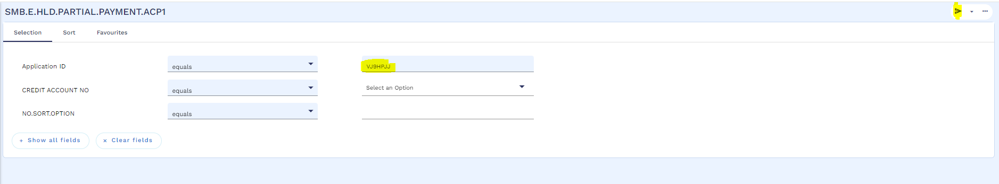 SMB.E.HLD.PARTIAL.PAYMENT.ACP1
Selection Sort Favourites
Application ID equals VJ9HPJJ
CREDIT ACCOUNT NO equals Select an Option
NO.SORT.OPTION equals
+ Show all fields × Clear fields